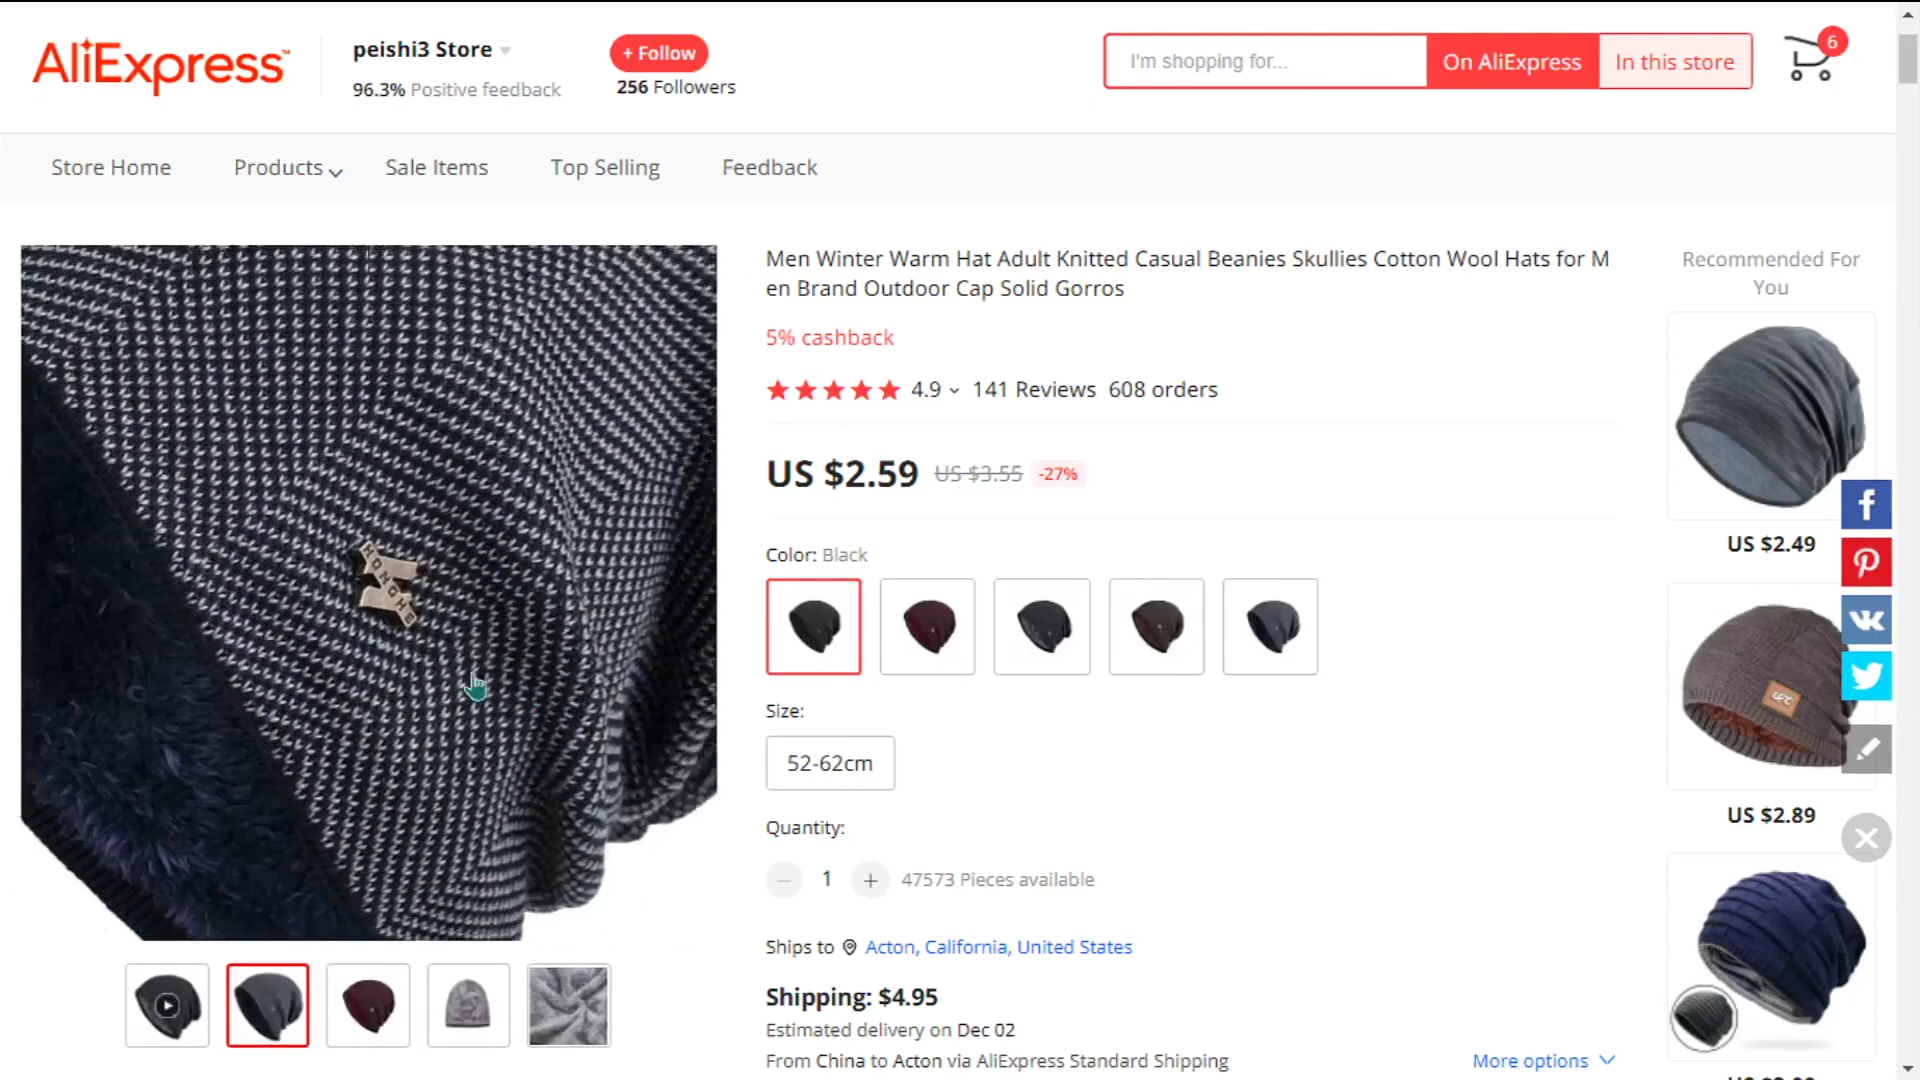 AliExpress™
peishi3 Store
96.3% Positive feedback
+ Follow
256 Followers
I'm shopping for...
On AliExpress
In this store
6
Store Home
Products
Sale Items
Top Selling
Feedback
HONGHE
Men Winter Warm Hat Adult Knitted Casual Beanies Skullies Cotton Wool Hats for M
en Brand Outdoor Cap Solid Gorros
5% cashback
4.9
141 Reviews
608 orders
US $2.59
US $3.55
-27%
Color: Black
Size:
52-62cm
Quantity:
1
+
47573 Pieces available
Ships to
Acton, California, United States
Shipping: $4.95
Estimated delivery on Dec 02
From China to Acton via AliExpress Standard Shipping
More options
Recommended For
You
US $2.49
US $2.89